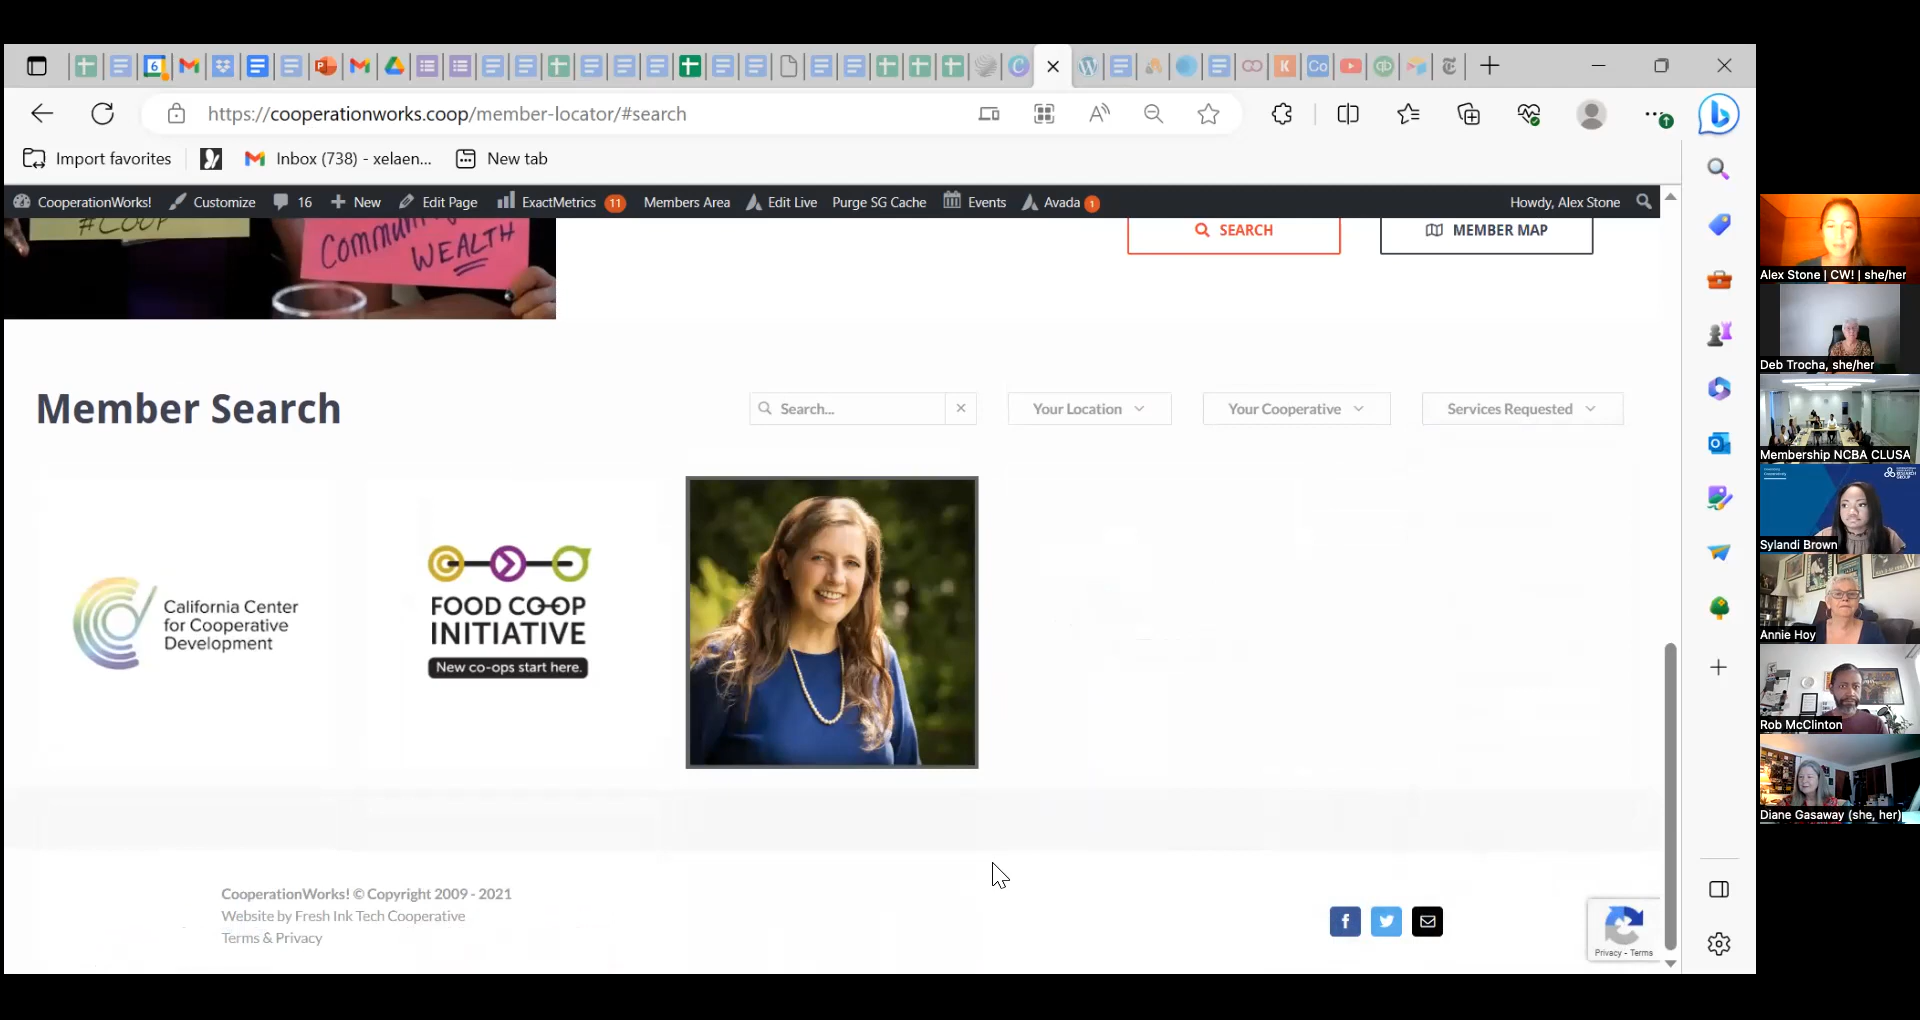 https://cooperationworks.coop/member-locator/#search
Import favorites
Inbox (738) - xelaen...
New tab
CooperationWorks!
Customize
16
New
Edit Page
ExactMetrics 11
Members Area
Edit Live
Purge SG Cache
Events
Avada 1
Howdy, Alex Stone
#COOP
COMMUNITY
WEALTH
SEARCH
MEMBER MAP
Member Search
Search...
Your Location
Your Cooperative
Services Requested
California Center
for Cooperative
Development
FOOD CO-OP
INITIATIVE
New co-ops start here.
CooperationWorks! © Copyright 2009 - 2021
Website by Fresh Ink Tech Cooperative
Terms & Privacy
Privacy - Terms
Alex Stone | CW! | she/her
Deb Trocha, she/her
Membership NCBA CLUSA
Sylandi Brown
Annie Hoy
Rob McClinton
Diane Gasaway (she, her)